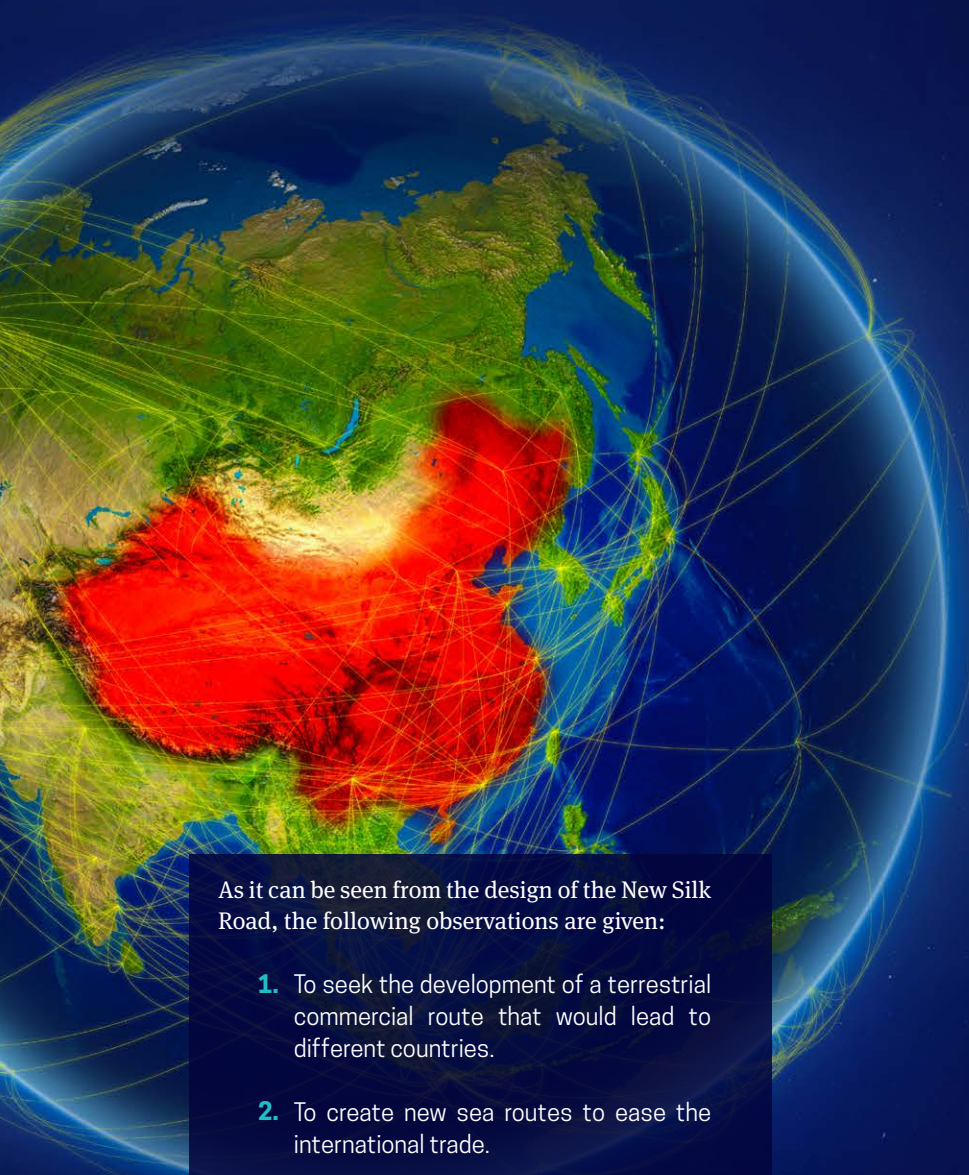 As it can be seen from the design of the New Silk
Road, the following observations are given:
1. To seek the development of a terrestrial
commercial route that would lead to
different countries.
2. To create new sea routes to ease the
international trade.